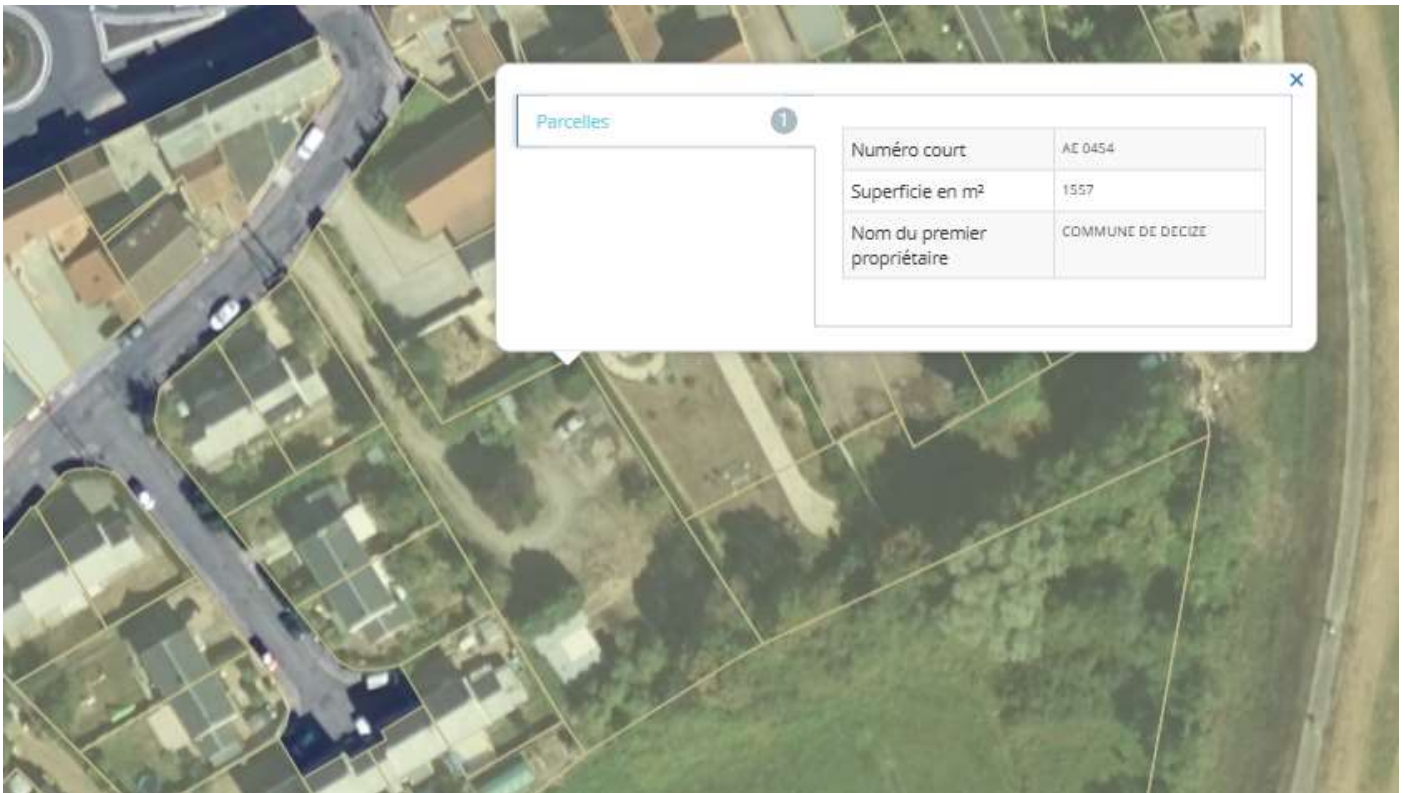 Parcelles 1
Numéro court AE 0454
Superficie en m² 1557
Nom du premier COMMUNE DE DECIZE
propriétaire